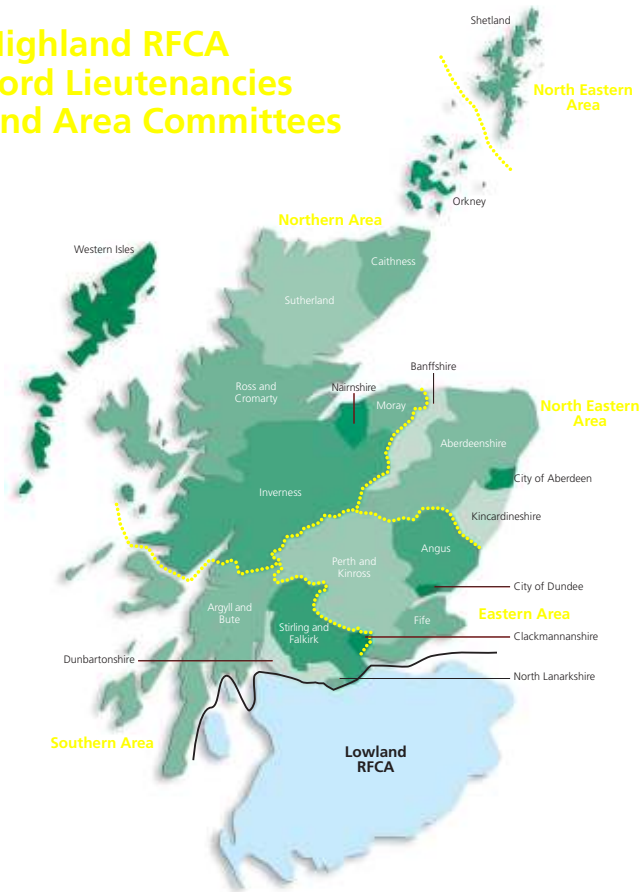 Highland RFCA
ord Lieutenancies
nd Area Committees
Shetland
North Eastern
Area
Orkney
Northern Area
Western Isles
Caithness
Sutherland
Banffshire
Ross and
Cromarty
Nairnshire
Moray
North Eastern
Area
Aberdeenshire
City of Aberdeen
Inverness
Kincardineshire
Angus
Perth and
Kinross
City of Dundee
Argyll and
Bute
Eastern Area
Fife
Stirling and
Falkirk
Clackmannanshire
Dunbartonshire
North Lanarkshire
Southern Area
Lowland
RFCA